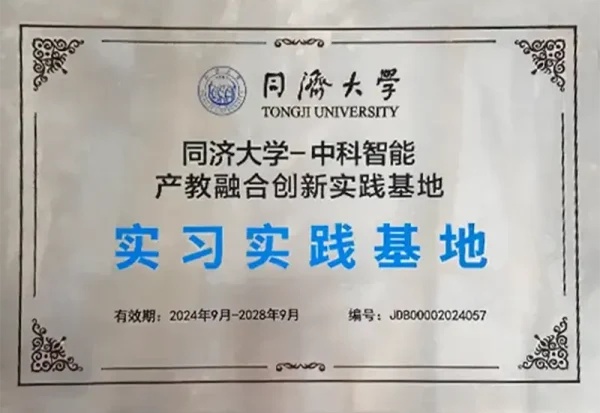 同濟大学
TONGJI UNIVERSITY
同济大学-中科智能
产教融合创新实践基地
实习实践基地
有效期：2024年9月-2028年9月 编号：JDB00002024057